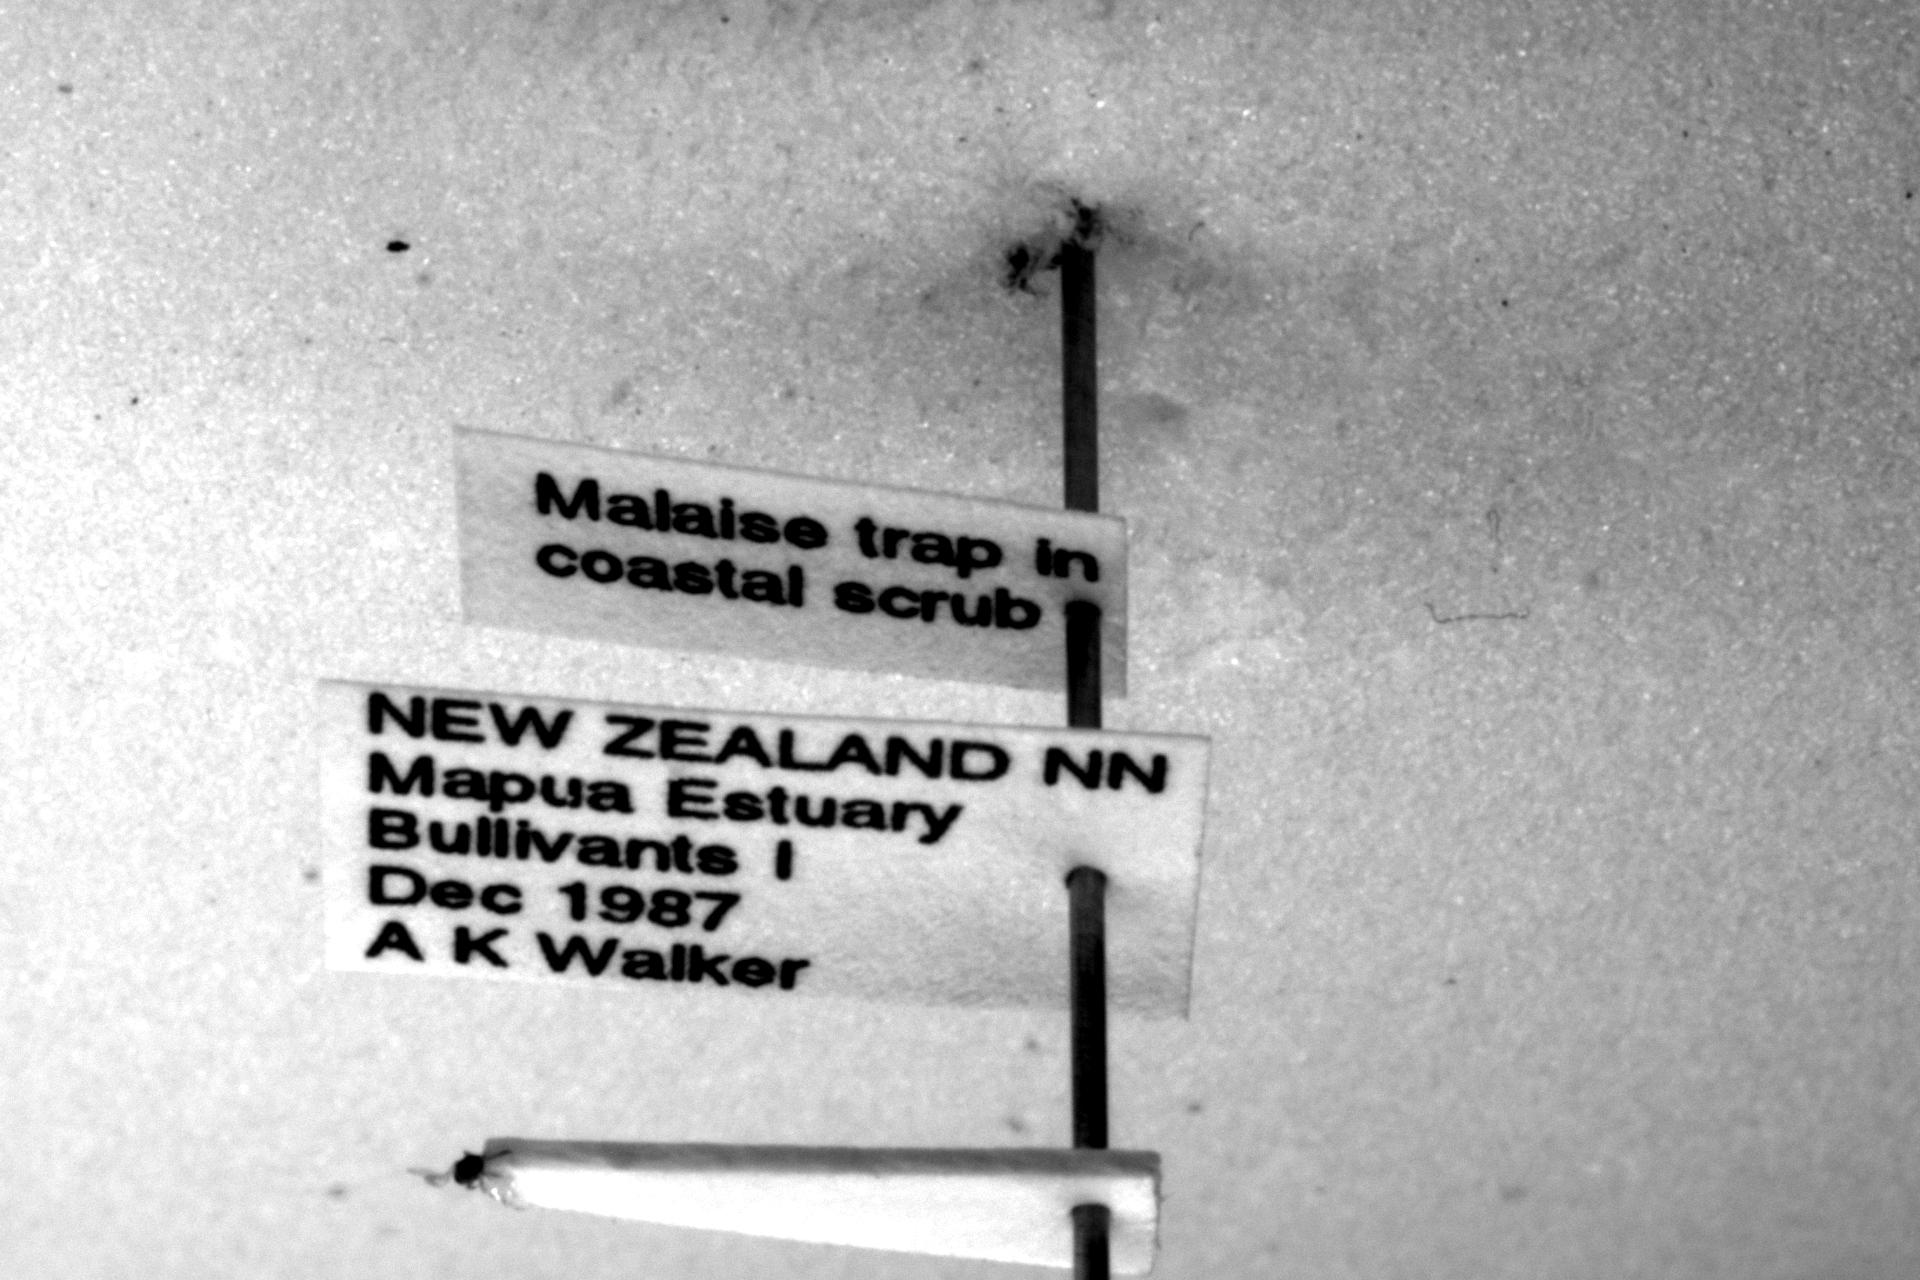 Malaise trap in
coastal scrub
NEW ZEALAND NN
Mapua Estuary
Bullivants I
Dec 1987
A K Walker